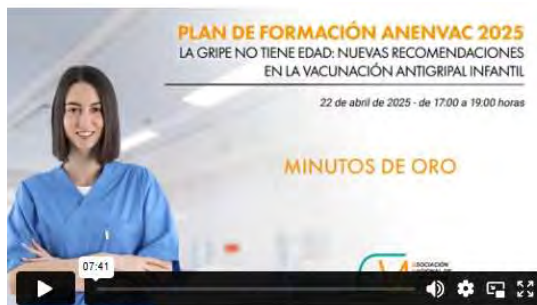 PLAN DE FORMACIÓN ANENVAC 2025
LA GRIPE NO TIENE EDAD: NUEVAS RECOMENDACIONES
EN LA VACUNACIÓN ANTIGRIPAL INFANTIL
22 de abril de 2025 - de 17:00 a 19:00 horas
MINUTOS DE ORO
07:41
ASOCIACIÓN